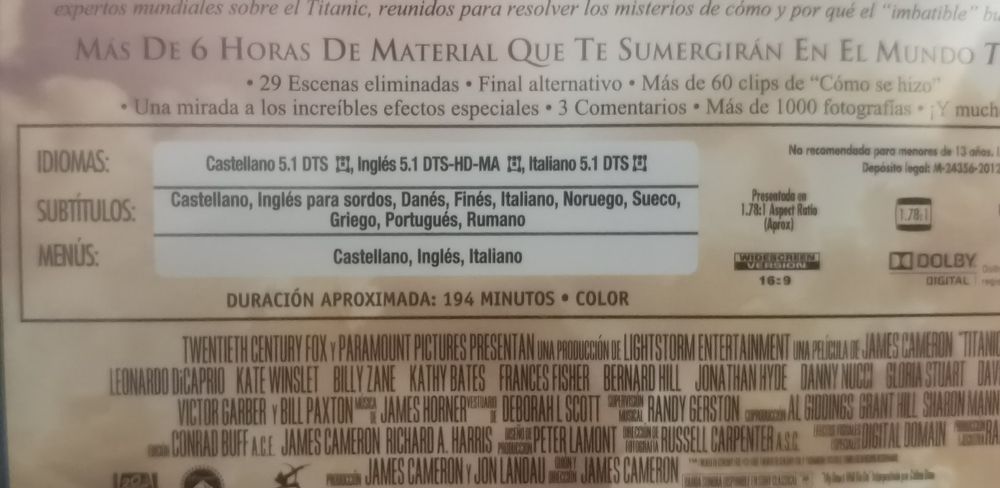 expertos mundiales sobre el Titanic, reunidos para resolver los misterios de cómo y por qué el "imbatible"
MÁS DE 6 HORAS DE MATERIAL QUE TE SUMERGIRÁN EN EL MUNDO T
• 29 Escenas eliminadas • Final alternativo • Más de 60 clips de “Cómo se hizo”
• Una mirada a los increíbles efectos especiales • 3 Comentarios • Más de 1000 fotografías • ¡Y much
IDIOMAS: Castellano 5.1 DTS, Inglés 5.1 DTS-HD-MA, Italiano 5.1 DTS
SUBTÍTULOS: Castellano, Inglés para sordos, Danés, Finés, Italiano, Noruego, Sueco,
Griego, Portugués, Rumano
MENÚS: Castellano, Inglés, Italiano
DURACIÓN APROXIMADA: 194 MINUTOS • COLOR
No recomendada para menores de 13 años.
Depósito legal: M-24356-2012
Presentada en
1.78:1 Aspect Ratio
(Aprox)
1.78:1
WIDESCREEN
VERSION
16:9
DOLBY
DIGITAL
TWENTIETH CENTURY FOX Y PARAMOUNT PICTURES PRESENTAN UNA PRODUCCIÓN DE LIGHTSTORM ENTERTAINMENT UNA PELÍCULA DE JAMES CAMERON "TITANIC
LEONARDO DiCAPRIO KATE WINSLET BILLY ZANE KATHY BATES FRANCES FISHER BERNARD HILL JONATHAN HYDE DANNY NUCCI GLORIA STUART DAV
VICTOR GARBER Y BILL PAXTON MÚSICA DE JAMES HORNER VESTUARIO DE DEBORAH L SCOTT SUPERVISIÓN MUSICAL RANDY GERSTON COPRODUCCIÓN AL GIDDINGS GRANT HILL SHARON MANN
CONRAD BUFF A.C.E. JAMES CAMERON RICHARD A. HARRIS DISEÑO DE PRODUCCIÓN PETER LAMONT DIRECCIÓN DE FOTOGRAFÍA RUSSELL CARPENTER A.S.C. EFECTOS VISUALES ESPECIALES DIGITAL DOMAIN
PRODUCCIÓN JAMES CAMERON Y JON LANDAU GUION Y DIRECCIÓN JAMES CAMERON